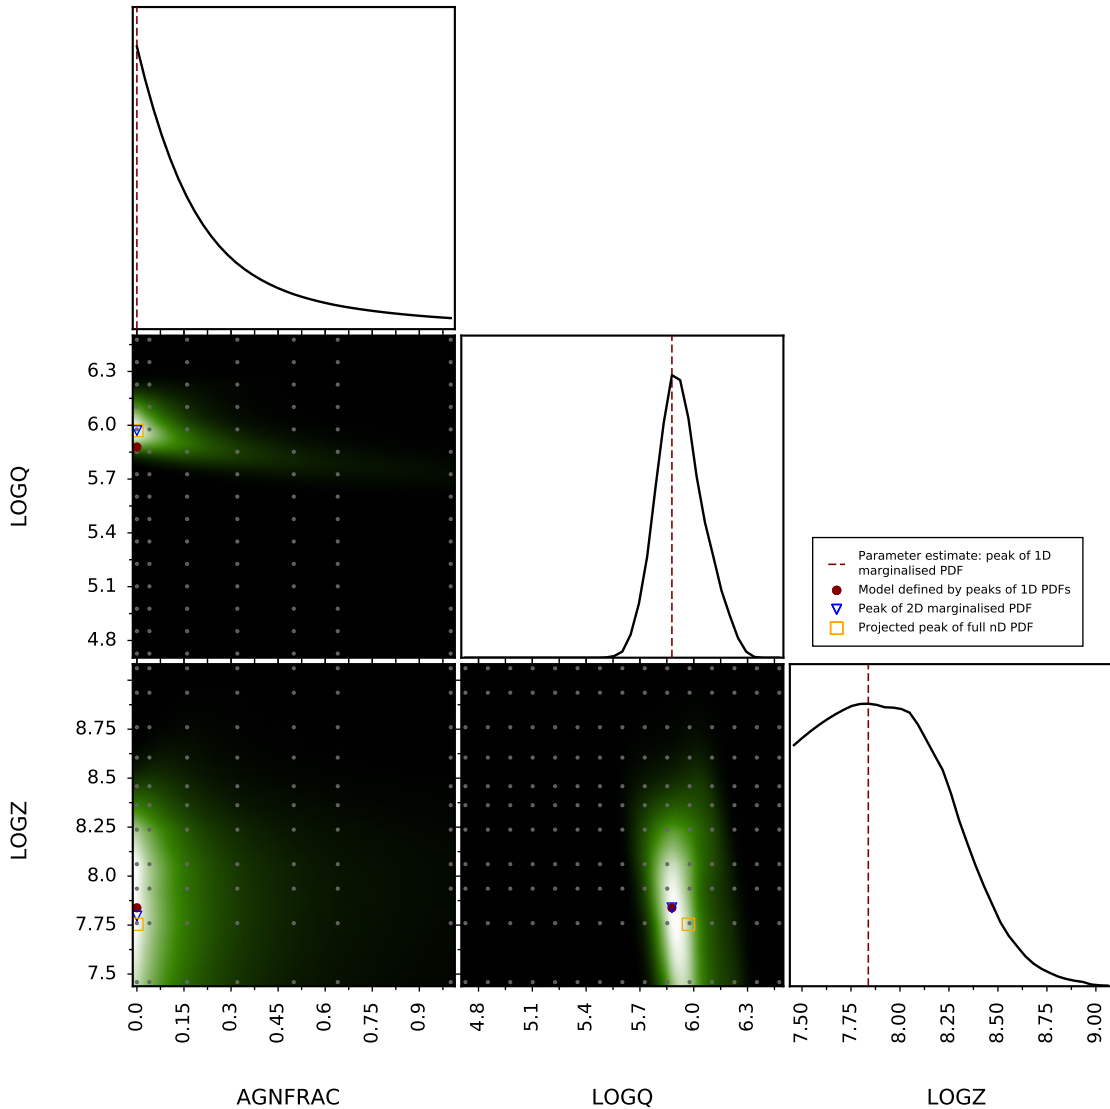 6.3
6.0
5.7
5.4
5.1
4.8
LOGQ
Parameter estimate: peak of 1D
marginalised PDF
Model defined by peaks of 1D PDFs
Peak of 2D marginalised PDF
Projected peak of full nD PDF
8.75
8.5
8.25
8.0
7.75
7.5
LOGZ
0.0 0.15 0.3 0.45 0.6 0.75 0.9
4.8 5.1 5.4 5.7 6.0 6.3
7.50 7.75 8.00 8.25 8.50 8.75 9.00
AGNFRAC LOGQ LOGZ